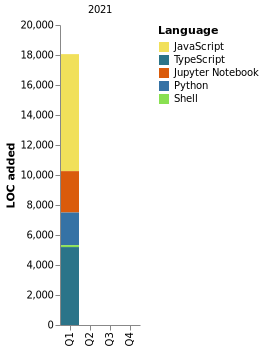 2021
Language
JavaScript
TypeScript
Jupyter Notebook
Python
Shell
LOC added
20,000
18,000
16,000
14,000
12,000
10,000
8,000
6,000
4,000
2,000
0
Q1
Q2
Q3
Q4